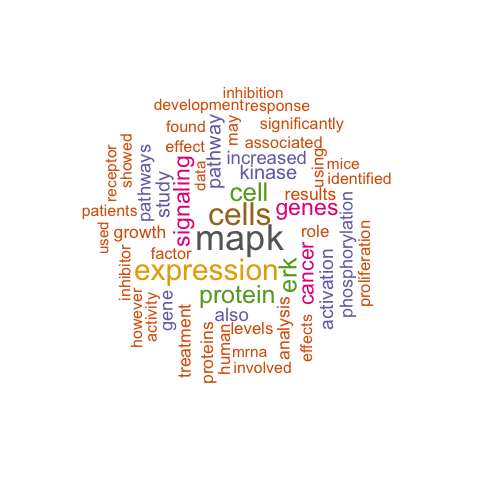 inhibition
development
response
found
may
significantly
effect
pathway
associated
showed
receptor
pathways
study
data
signaling
increased
kinase
using
mice
identified
cell
results
patients
cells
genes
used
growth
mapk
role
phosphorylation
proliferation
factor
expression
erk
cancer
activation
inhibitor
protein
however
activity
gene
also
treatment
proteins
human
levels
mrna
involved
analysis
effects